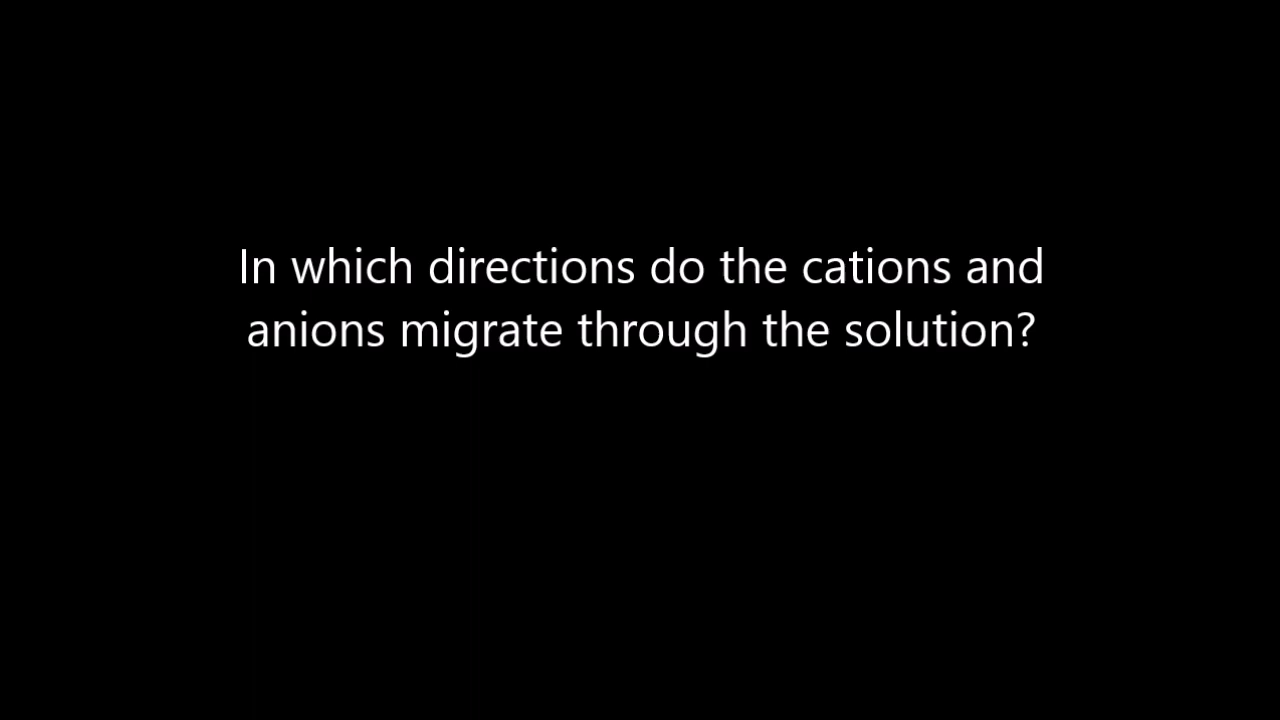 In which directions do the cations and
anions migrate through the solution?